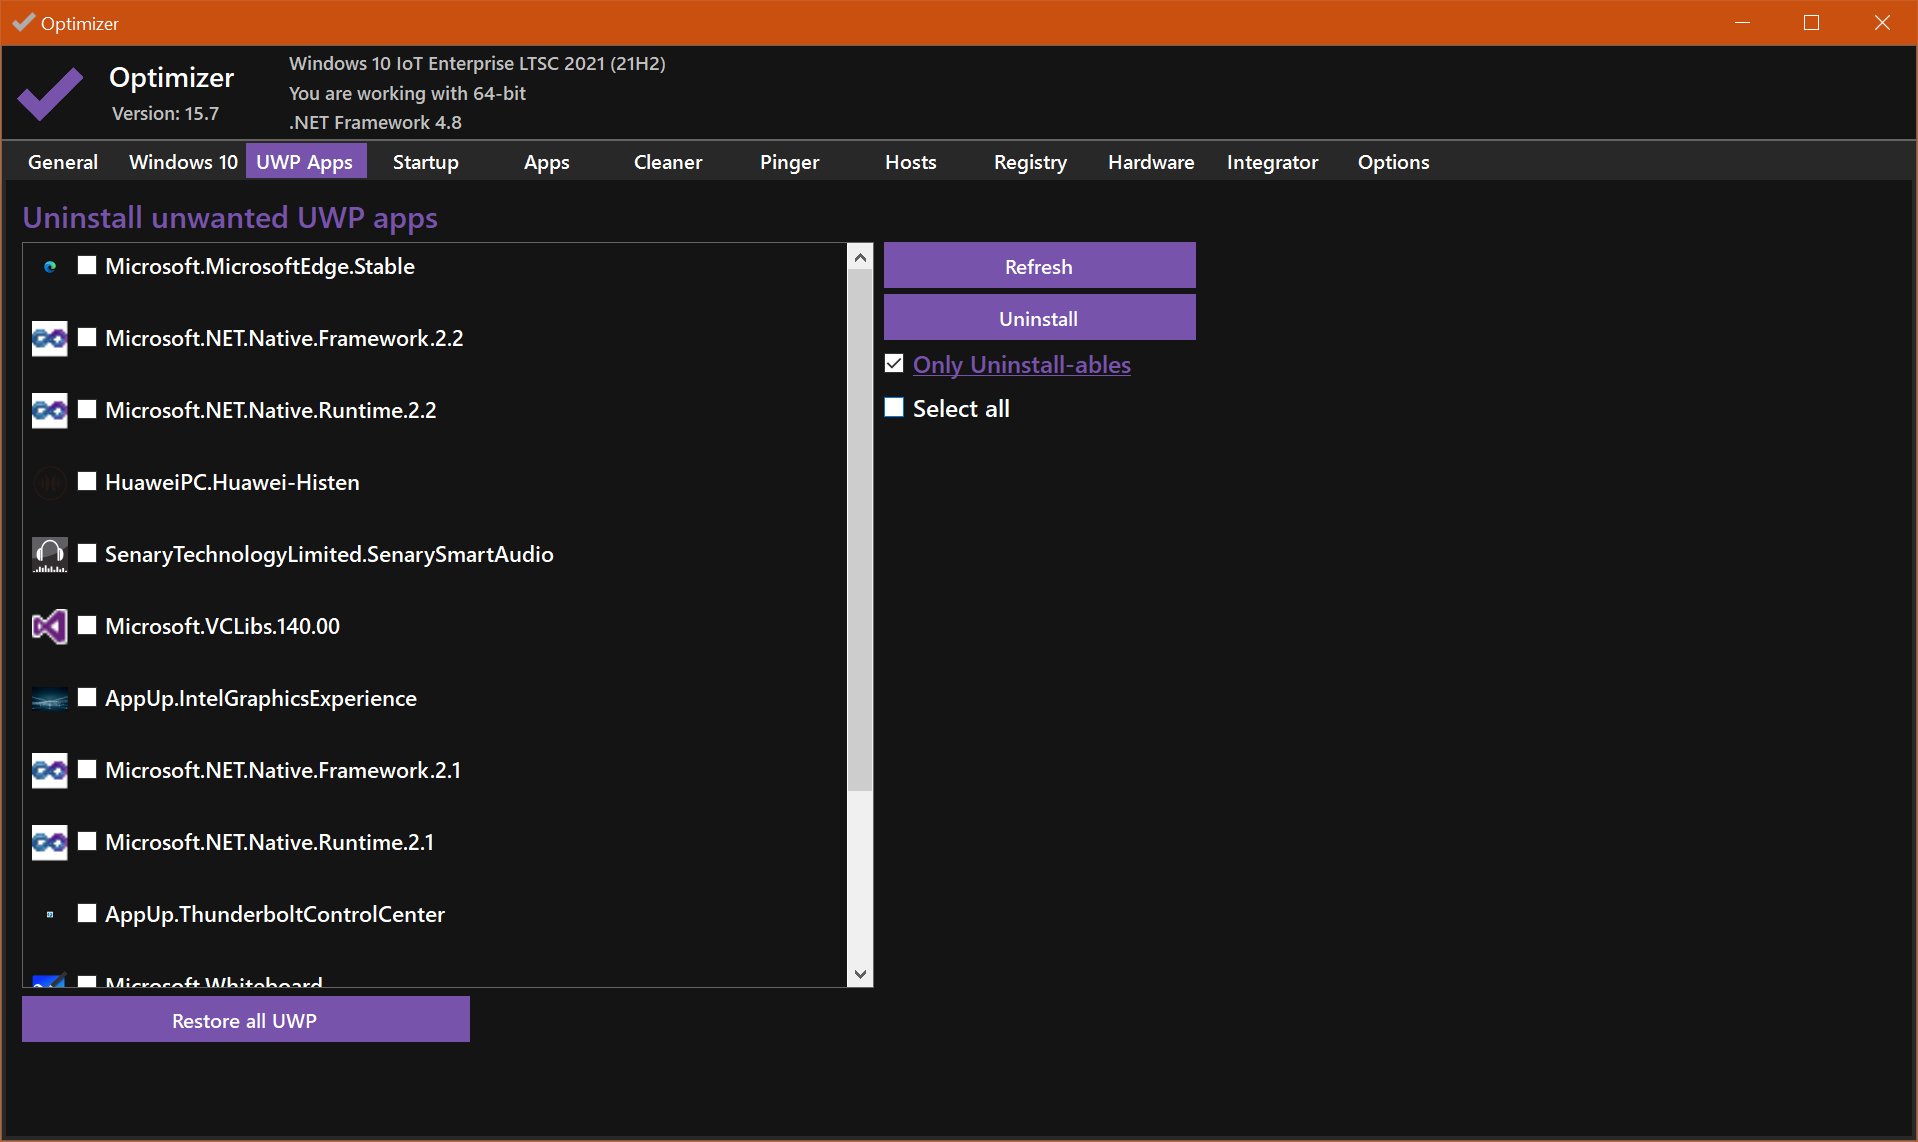 Optimizer
Optimizer
Version: 15.7
Windows 10 IoT Enterprise LTSC 2021 (21H2)
You are working with 64-bit
.NET Framework 4.8
General Windows 10 UWP Apps Startup Apps Cleaner Pinger Hosts Registry Hardware Integrator Options
Uninstall unwanted UWP apps
Microsoft.MicrosoftEdge.Stable
Microsoft.NET.Native.Framework.2.2
Microsoft.NET.Native.Runtime.2.2
HuaweiPC.Huawei-Histen
SenaryTechnologyLimited.SenarySmartAudio
Microsoft.VCLibs.140.00
AppUp.IntelGraphicsExperience
Microsoft.NET.Native.Framework.2.1
Microsoft.NET.Native.Runtime.2.1
AppUp.ThunderboltControlCenter
Microsoft.Whiteboard
Refresh
Uninstall
Only Uninstall-ables
Select all
Restore all UWP